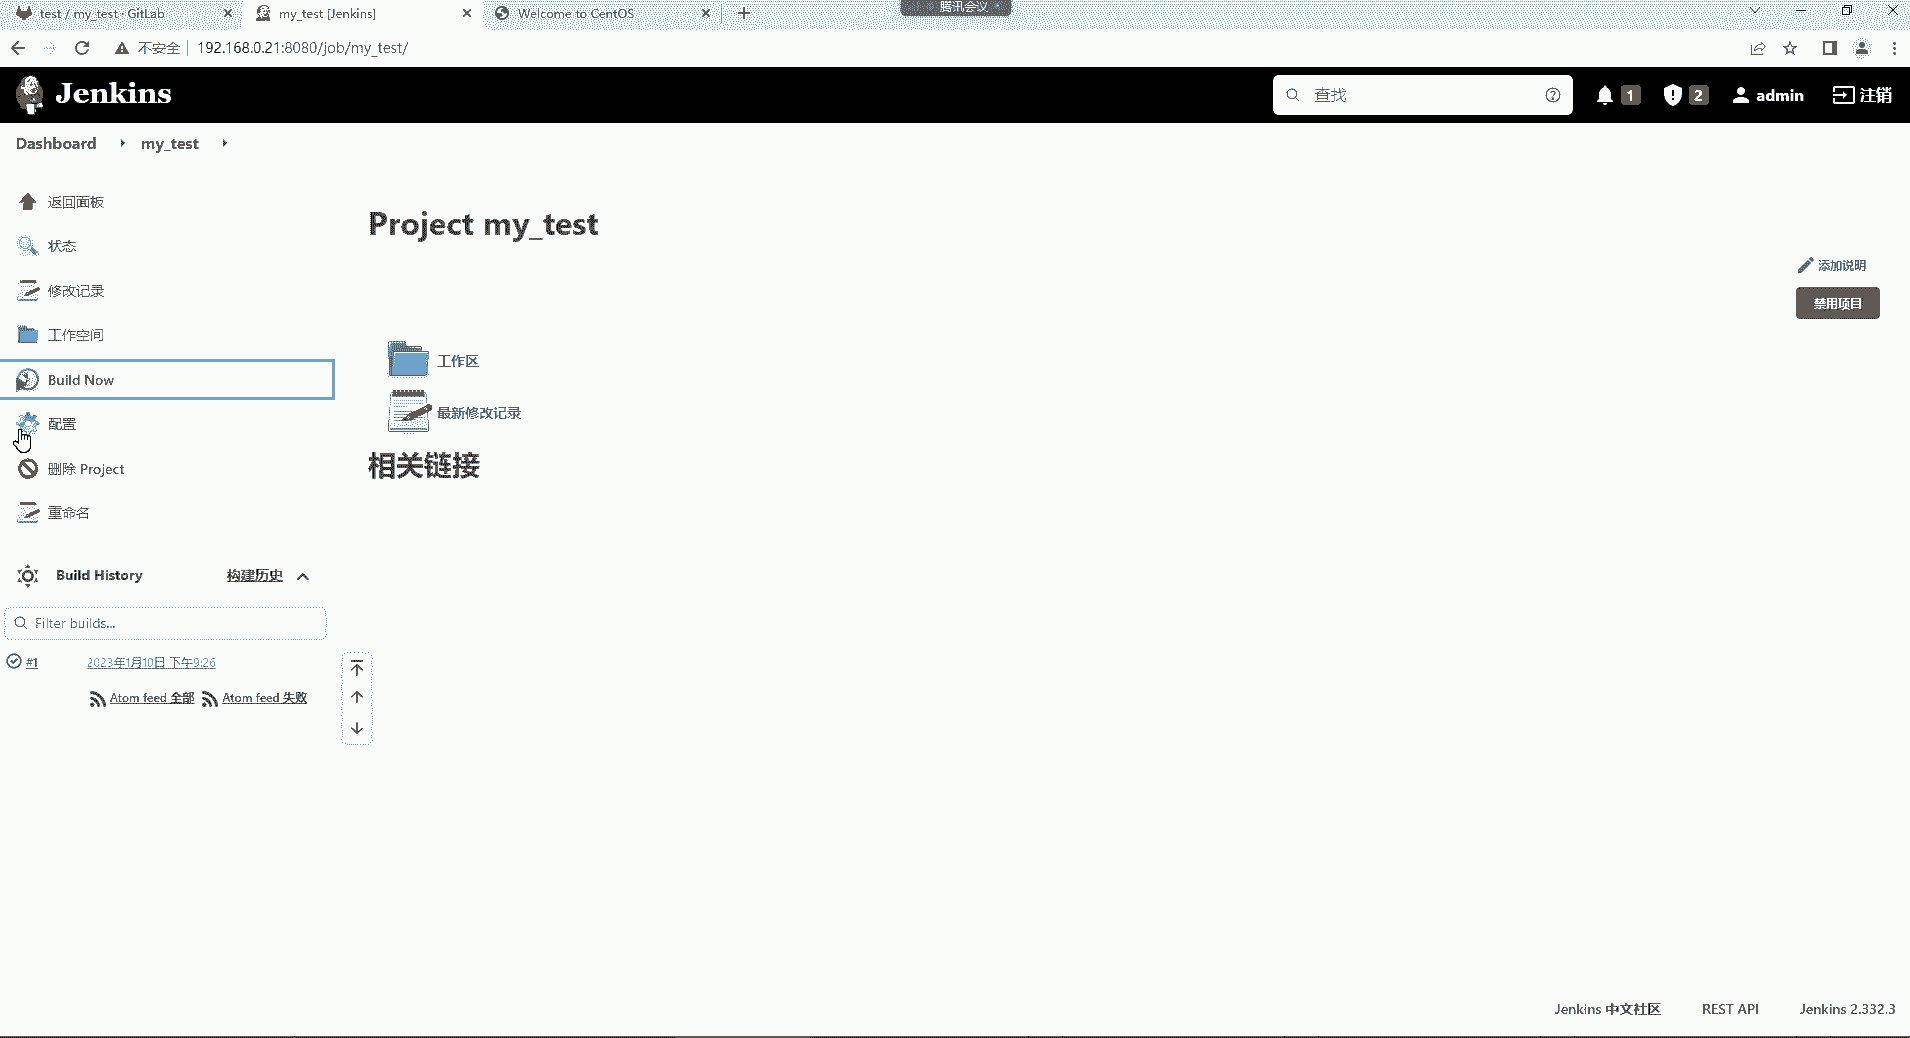 test / my_test · GitLab
my_test [Jenkins]
Welcome to CentOS
腾讯会议
不安全
192.168.0.21:8080/job/my_test/
Jenkins
查找
1
2
admin
注销
Dashboard
my_test
返回面板
状态
修改记录
工作空间
Build Now
配置
删除 Project
重命名
Project my_test
添加说明
禁用项目
工作区
最新修改记录
相关链接
Build History
构建历史
Filter builds...
#1
2023年1月10日 下午9:26
Atom feed 全部
Atom feed 失败
Jenkins 中文社区
REST API
Jenkins 2.332.3